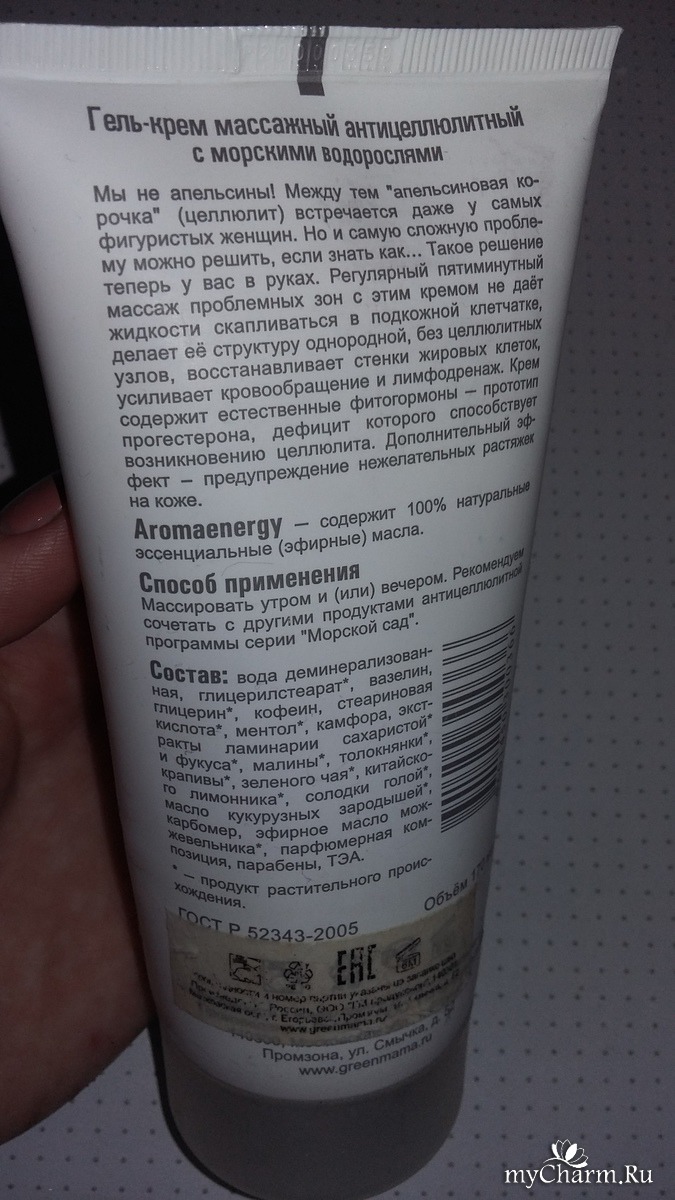 Гель-крем массажный антицеллюлитный
с морскими водорослями
Мы не апельсины! Между тем "апельсиновая ко-
рочка" (целлюлит) встречается даже у самых
фигуристых женщин. Но и самую сложную пробле-
му можно решить, если знать как... Такое решение
теперь у вас в руках. Регулярный пятиминутный
массаж проблемных зон с этим кремом не даёт
жидкости скапливаться в подкожной клетчатке,
делает её структуру однородной, без целлюлитных
узлов, восстанавливает стенки жировых клеток,
усиливает кровообращение и лимфодренаж. Крем
содержит естественные фитогормоны – прототип
прогестерона, дефицит которого способствует
возникновению целлюлита. Дополнительный эф-
фект – предупреждение нежелательных растяжек
на коже.
Aromaenergy – содержит 100% натуральные
эссенциальные (эфирные) масла.
Способ применения
Массировать утром и (или) вечером. Рекомендуем
сочетать с другими продуктами антицеллюлитной
программы серии "Морской сад".
Состав: вода деминерализован-
ная, глицерилстеарат*, вазелин,
глицерин*, кофеин, стеариновая
кислота*, ментол*, камфора, экст-
ракты ламинарии сахаристой*
и фукуса*, малины*, толокнянки*,
крапивы*, зеленого чая*, китайско-
го лимонника*, солодки голой*,
масло кукурузных зародышей*,
карбомер, эфирное масло мож-
жевельника*, парфюмерная ком-
позиция, парабены, ТЭА.
* – продукт растительного проис-
хождения.
Объём 170
ГОСТ Р 52343-2005
EAC
и номер партии
Россия, ООО
г. Егорьевск,
www.greenmama.ru
Промзона, ул. Смычка, д.
www.greenmama.ru
myCharm.Ru